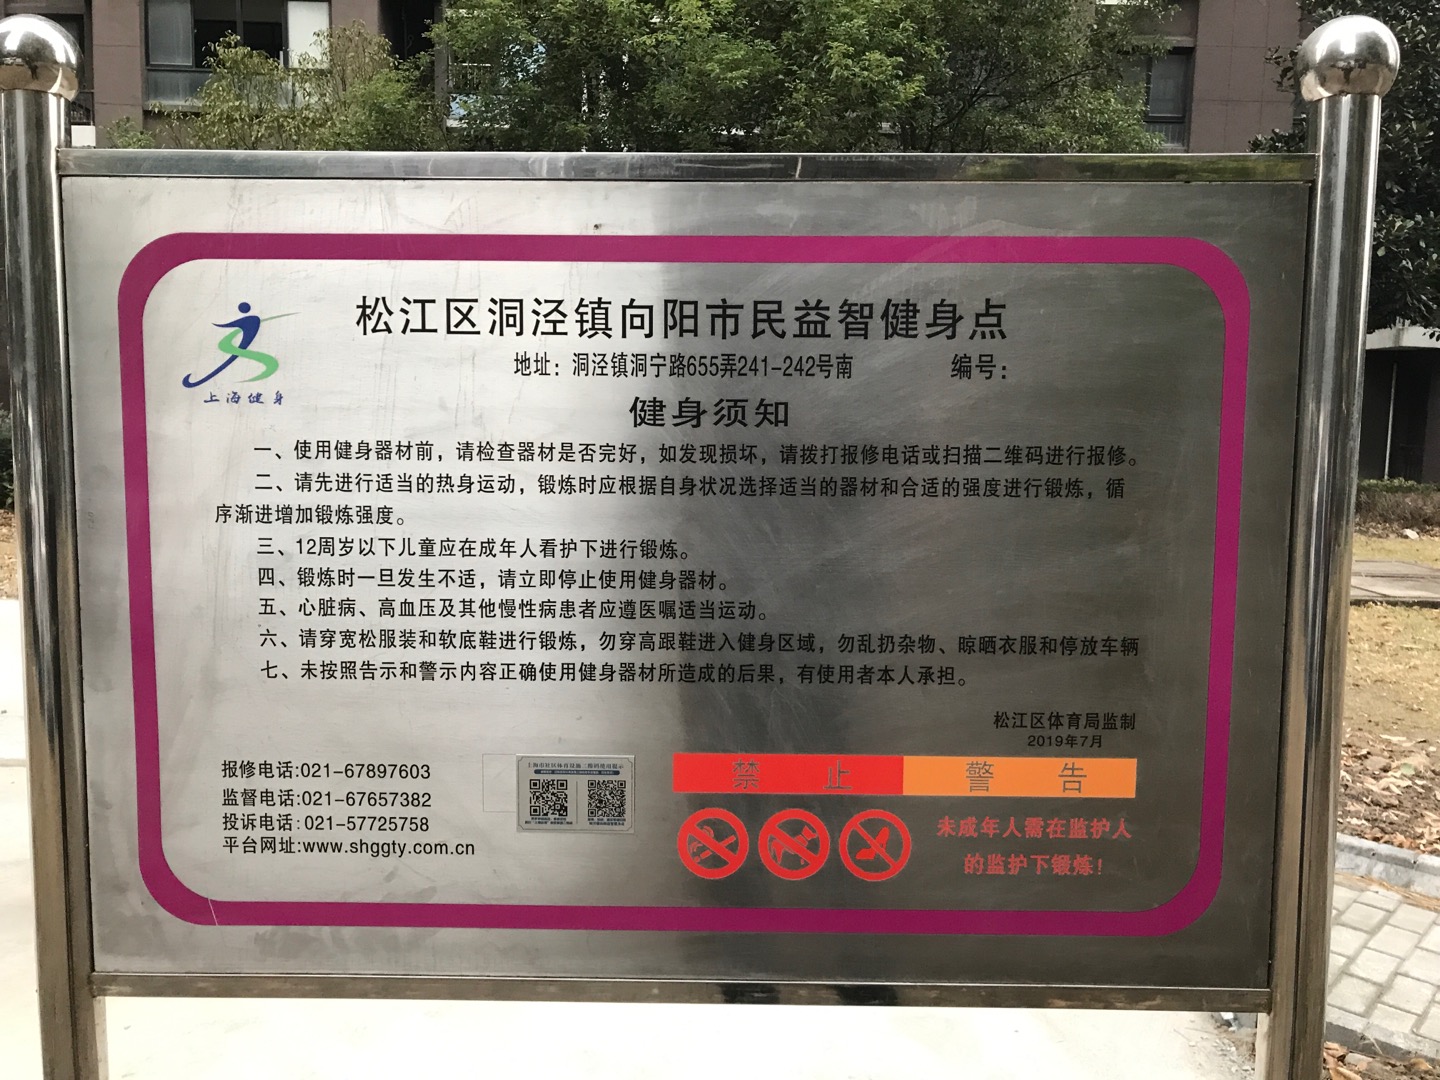 松江区洞泾镇向阳市民益智健身点
地址：洞泾镇洞宁路655弄241-242号南 编号：
上海健身
健身须知
一、使用健身器材前，请检查器材是否完好，如发现损坏，请拨打报修电话或扫描二维码进行报修。
二、请先进行适当的热身运动，锻炼时应根据自身状况选择适当的器材和合适的强度进行锻炼，循
序渐进增加锻炼强度。
三、12周岁以下儿童应在成年人看护下进行锻炼。
四、锻炼时一旦发生不适，请立即停止使用健身器材。
五、心脏病、高血压及其他慢性病患者应遵医嘱适当运动。
六、请穿宽松服装和软底鞋进行锻炼，勿穿高跟鞋进入健身区域，勿乱扔杂物、晾晒衣服和停放车辆
七、未按照告示和警示内容正确使用健身器材所造成的后果，有使用者本人承担。
松江区体育局监制
2019年7月
报修电话:021-67897603
监督电话:021-67657382
投诉电话:021-57725758
平台网址:www.shggty.com.cn
上海市社区体育设施二维码使用提示
禁止 警告
未成年人需在监护人
的监护下锻炼！